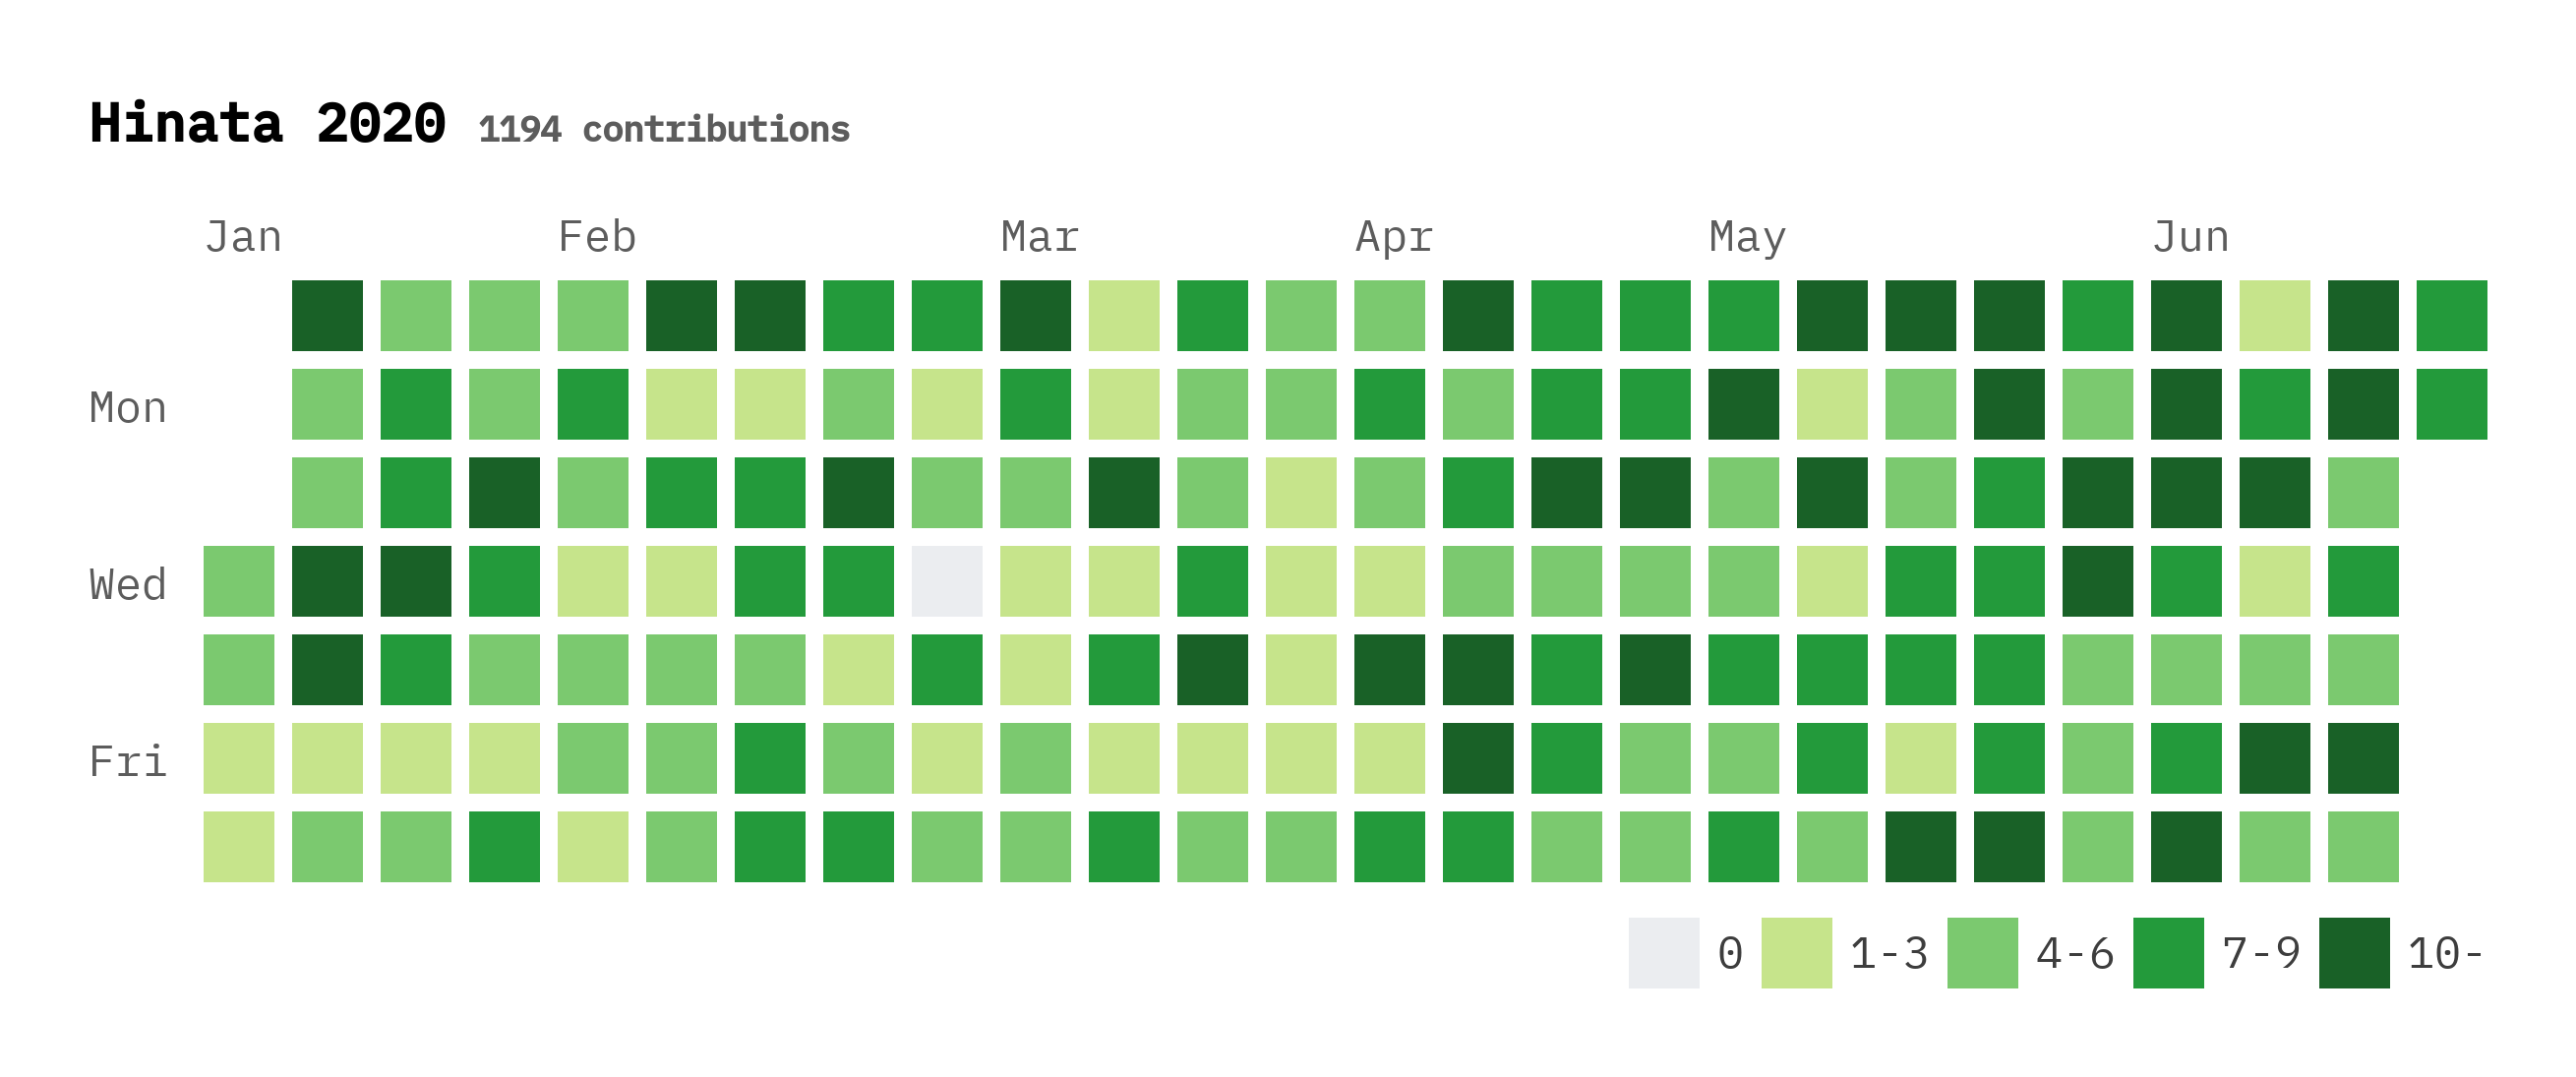 Hinata 2020 1194 contributions
Jan Feb Mar Apr May Jun
Mon
Wed
Fri
0 1-3 4-6 7-9 10-